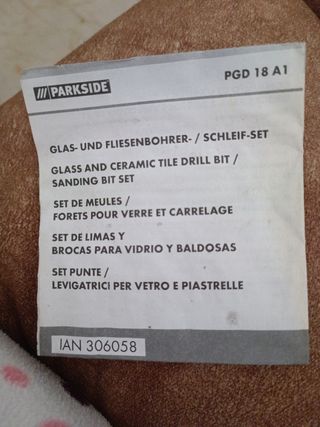 /// PARKSIDE®
PGD 18 A1
GLAS- UND FLIESENBOHRER- / SCHLEIF-SET
GLASS AND CERAMIC TILE DRILL BIT /
SANDING BIT SET
SET DE MEULES /
FORETS POUR VERRE ET CARRELAGE
SET DE LIMAS Y
BROCAS PARA VIDRIO Y BALDOSAS
SET PUNTE /
LEVIGATRICI PER VETRO E PIASTRELLE
IAN 306058